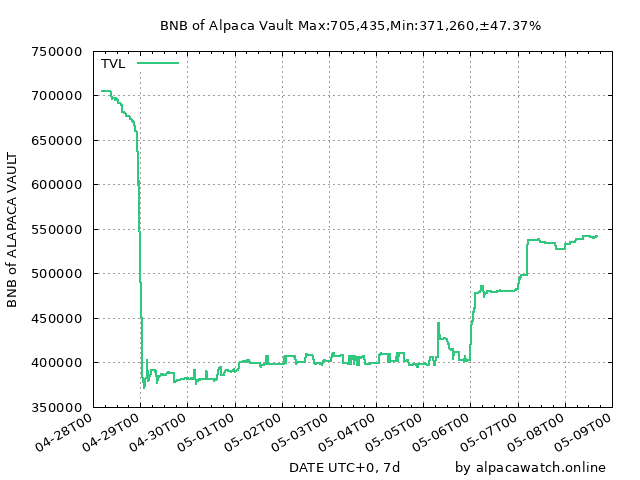 BNB of Alpaca Vault Max:705,435,Min:371,260,±47.37%
TVL
BNB of ALAPACA VAULT
750000
700000
650000
600000
550000
500000
450000
400000
350000
04-28T00
04-29T00
04-30T00
05-01T00
05-02T00
05-03T00
05-04T00
05-05T00
05-06T00
05-07T00
05-08T00
05-09T00
DATE UTC+0, 7d
by alpacawatch.online